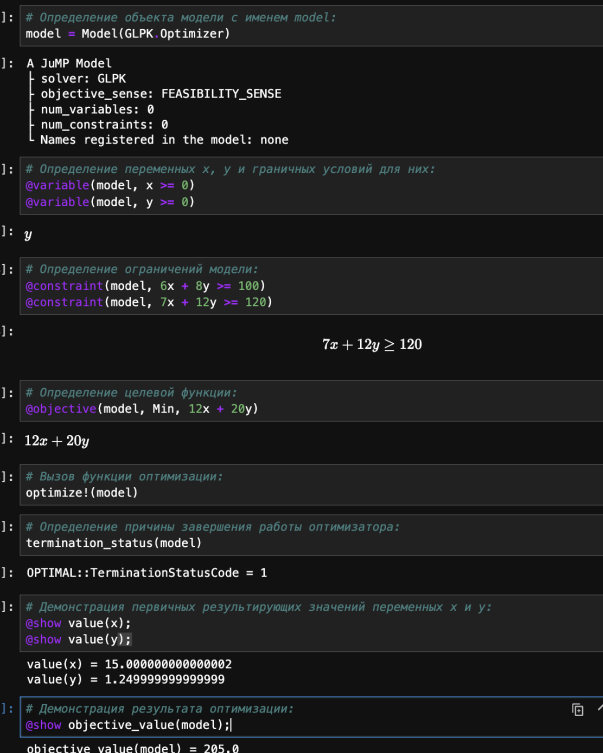 ]: # Определение объекта модели с именем model:
model = Model(GLPK.Optimizer)
]: A JuMP Model
├ solver: GLPK
├ objective_sense: FEASIBILITY_SENSE
├ num_variables: 0
├ num_constraints: 0
└ Names registered in the model: none
]: # Определение переменных x, y и граничных условий для них:
@variable(model, x >= 0)
@variable(model, y >= 0)
]: y
]: # Определение ограничений модели:
@constraint(model, 6x + 8y >= 100)
@constraint(model, 7x + 12y >= 120)
]:
7x + 12y ≥ 120
]: # Определение целевой функции:
@objective(model, Min, 12x + 20y)
]: 12x + 20y
]: # Вызов функции оптимизации:
optimize!(model)
]: # Определение причины завершения работы оптимизатора:
termination_status(model)
]: OPTIMAL::TerminationStatusCode = 1
]: # Демонстрация первичных результирующих значений переменных x и y:
@show value(x);
@show value(y);
value(x) = 15.000000000000002
value(y) = 1.249999999999999
]: # Демонстрация результата оптимизации:
@show objective_value(model);
objective_value(model) = 205.0